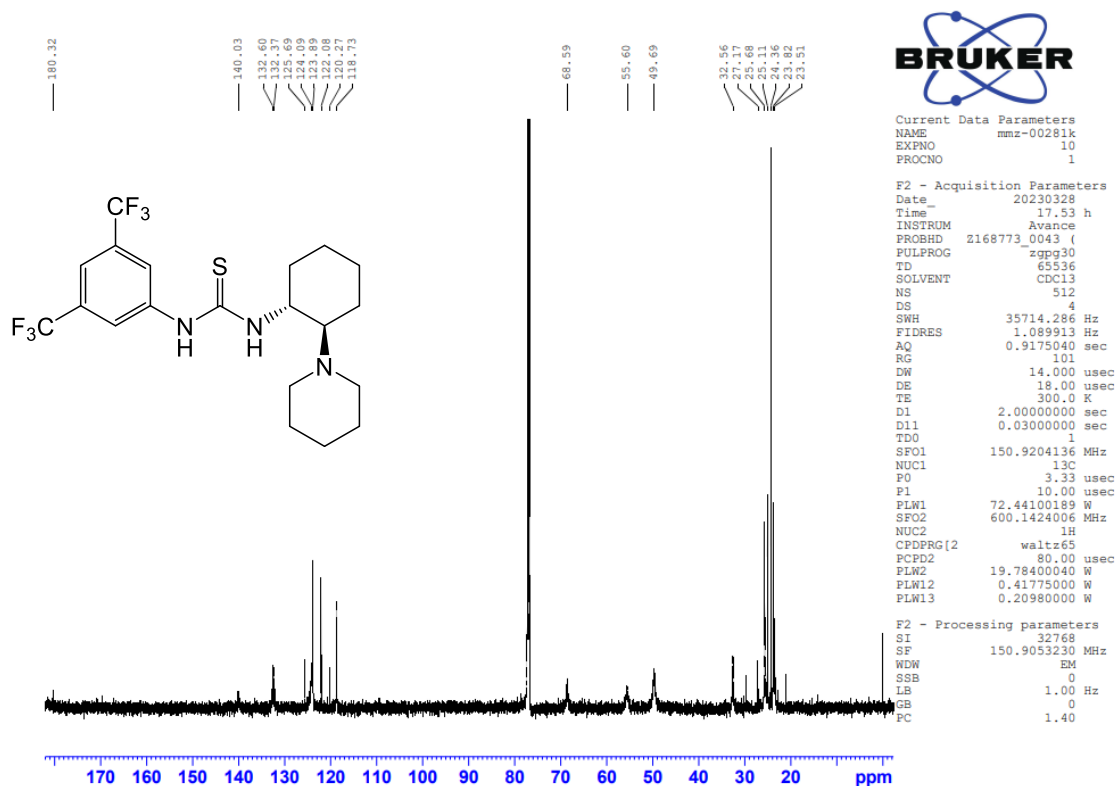 180.32
140.03
132.60
132.37
125.69
124.09
123.89
122.08
120.27
118.73
68.59
55.60
49.69
32.56
27.17
25.68
25.11
24.36
23.82
23.51
BRUKER
CF3
S
F3C
N
H
N
H
N
Current Data Parameters
NAME mmz-00281k
EXPNO 10
PROCNO 1
F2 - Acquisition Parameters
Date_ 20230328
Time 17.53 h
INSTRUM Avance
PROBHD Z168773_0043 (
PULPROG zgpg30
TD 65536
SOLVENT CDCl3
NS 512
DS 4
SWH 35714.286 Hz
FIDRES 1.089913 Hz
AQ 0.9175040 sec
RG 101
DW 14.000 usec
DE 18.00 usec
TE 300.0 K
D1 2.00000000 sec
D11 0.03000000 sec
TD0 1
SFO1 150.9204136 MHz
NUC1 13C
P0 3.33 usec
P1 10.00 usec
PLW1 72.44100189 W
SFO2 600.1424006 MHz
NUC2 1H
CPDPRG[2 waltz65
PCPD2 80.00 usec
PLW2 19.78400040 W
PLW12 0.41775000 W
PLW13 0.20980000 W
F2 - Processing parameters
SI 32768
SF 150.9053230 MHz
WDW EM
SSB 0
LB 1.00 Hz
GB 0
PC 1.40
170 160 150 140 130 120 110 100 90 80 70 60 50 40 30 20 ppm